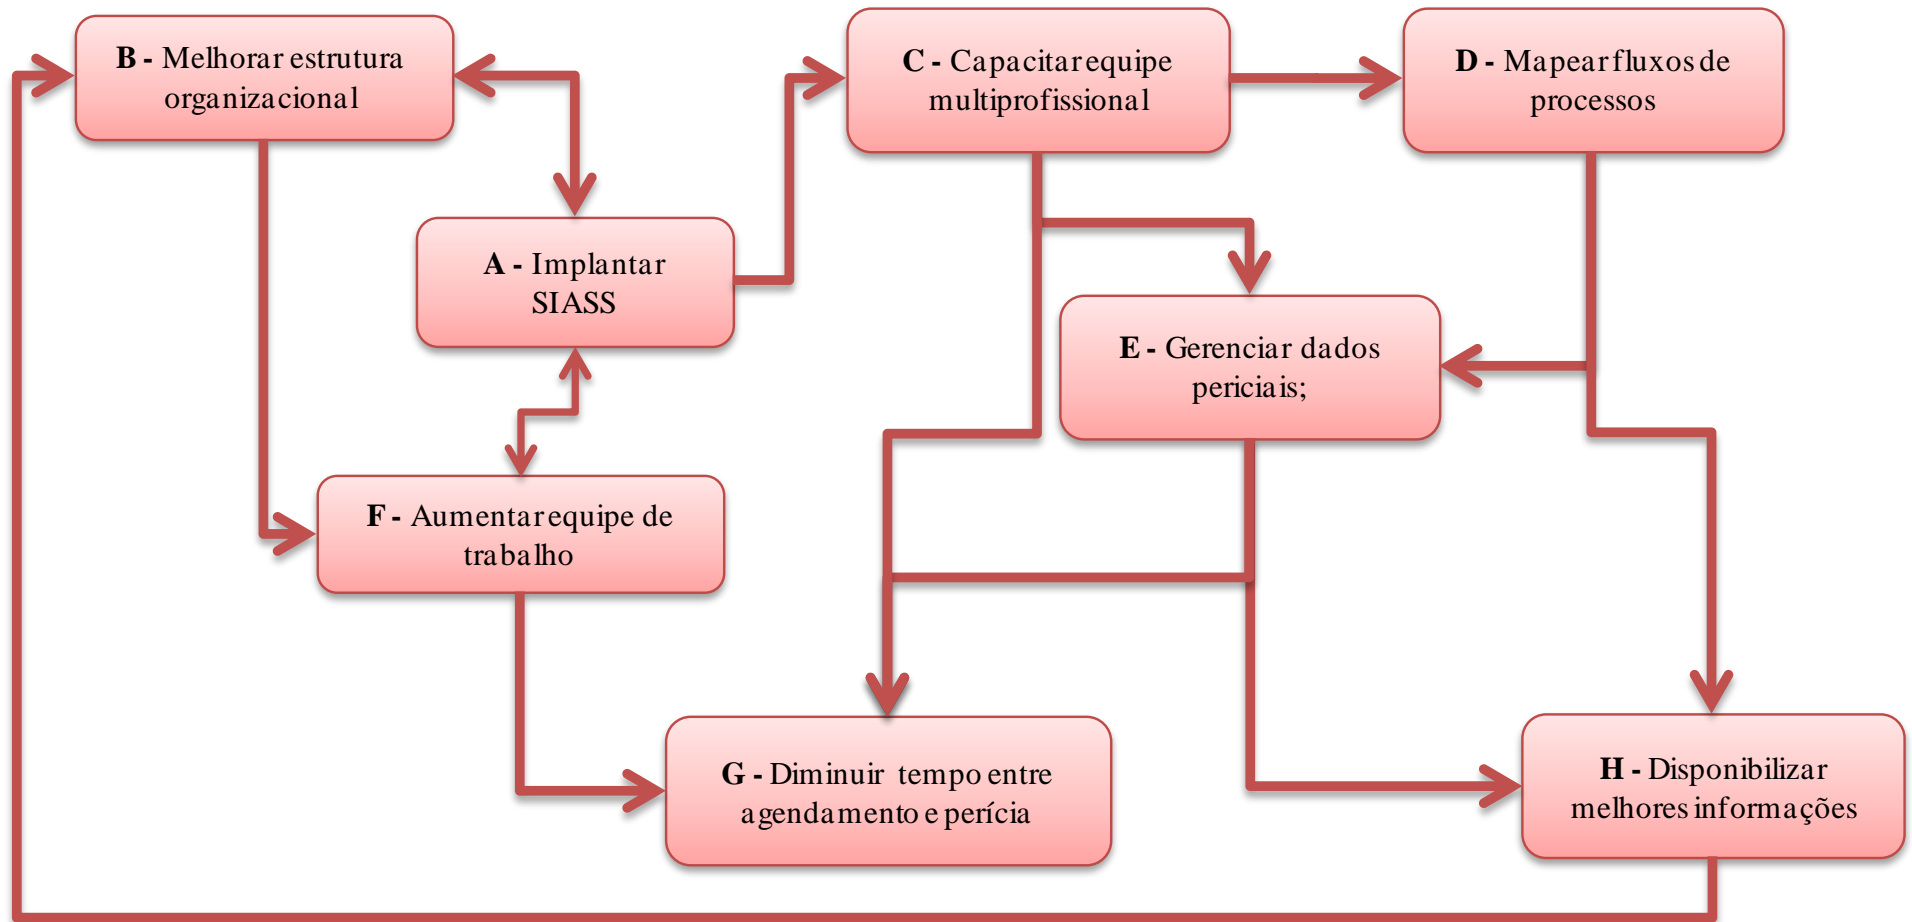 B - Melhorar estrutura
organizacional
C - Capacitar equipe
multiprofissional
D - Mapear fluxos de
processos
A - Implantar
SIASS
E - Gerenciar dados
periciais;
F - Aumentar equipe de
trabalho
G - Diminuir tempo entre
agendamento e perícia
H - Disponibilizar
melhores informações